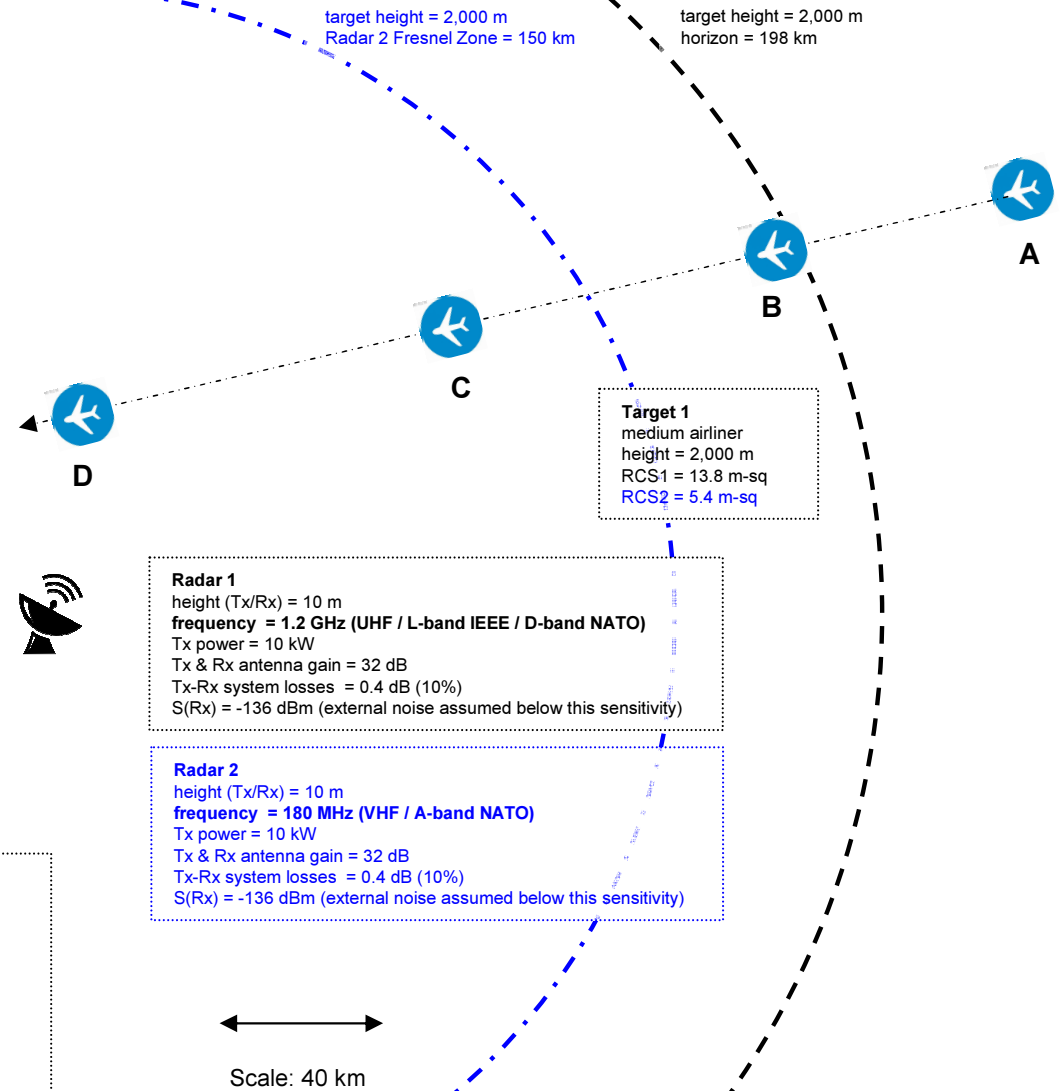 target height = 2,000 m
Radar 2 Fresnel Zone = 150 km
target height = 2,000 m
horizon = 198 km
A
B
C
D
Target 1
medium airliner
height = 2,000 m
RCS1 = 13.8 m-sq
RCS2 = 5.4 m-sq
Radar 1
height (Tx/Rx) = 10 m
frequency = 1.2 GHz (UHF / L-band IEEE / D-band NATO)
Tx power = 10 kW
Tx & Rx antenna gain = 32 dB
Tx-Rx system losses = 0.4 dB (10%)
S(Rx) = -136 dBm (external noise assumed below this sensitivity)
Radar 2
height (Tx/Rx) = 10 m
frequency = 180 MHz (VHF / A-band NATO)
Tx power = 10 kW
Tx & Rx antenna gain = 32 dB
Tx-Rx system losses = 0.4 dB (10%)
S(Rx) = -136 dBm (external noise assumed below this sensitivity)
Scale: 40 km